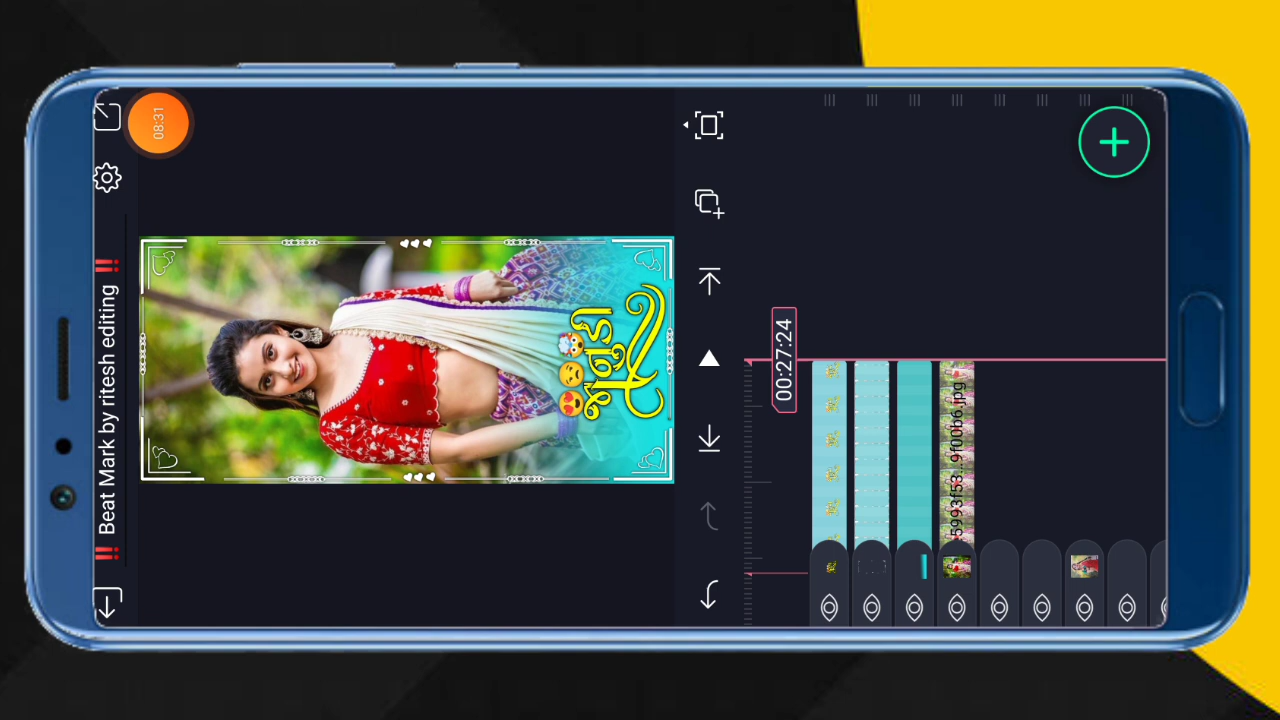 08:31
‼️ Beat Mark by ritesh editing ‼️
00:27:24
5993f53...9f00b6.jpg